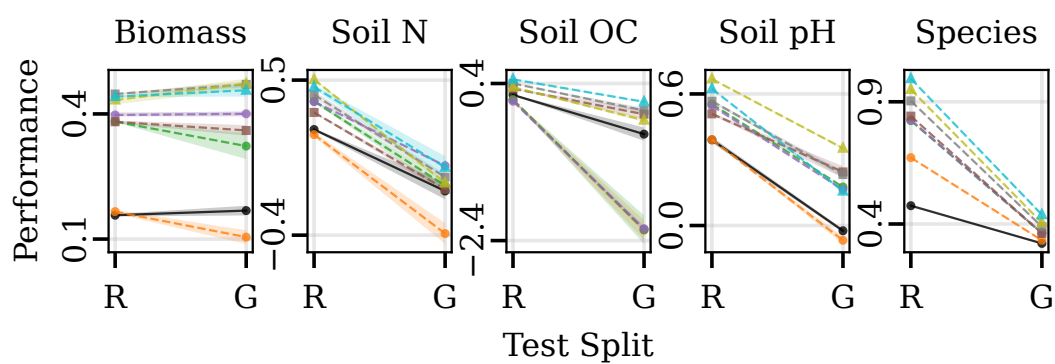 Biomass Soil N Soil OC Soil pH Species
Performance
0.4
0.1
0.5
−0.4
0.4
−2.4
0.6
0.0
0.9
0.4
R G R G R G R G R G
Test Split